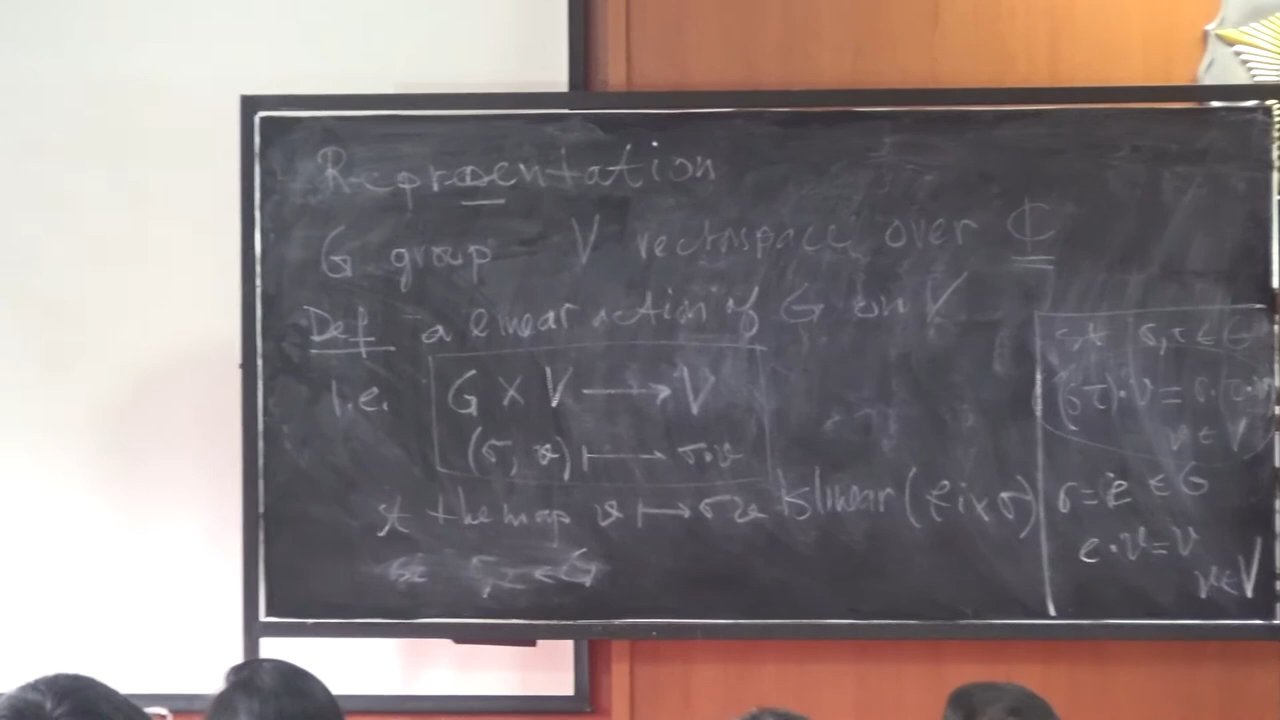 Representation
G group V vectorspace over ℂ
Def a linear action of G on V
i.e. G × V ⟶ V
(σ, v) ⟼ σ·v
st the map v ⟼ σv is linear (fix σ)
st σ, τ ∈ G
(στ)·v = σ·(τ·v)
v ∈ V
σ = e ∈ G
e·v = v
v ∈ V